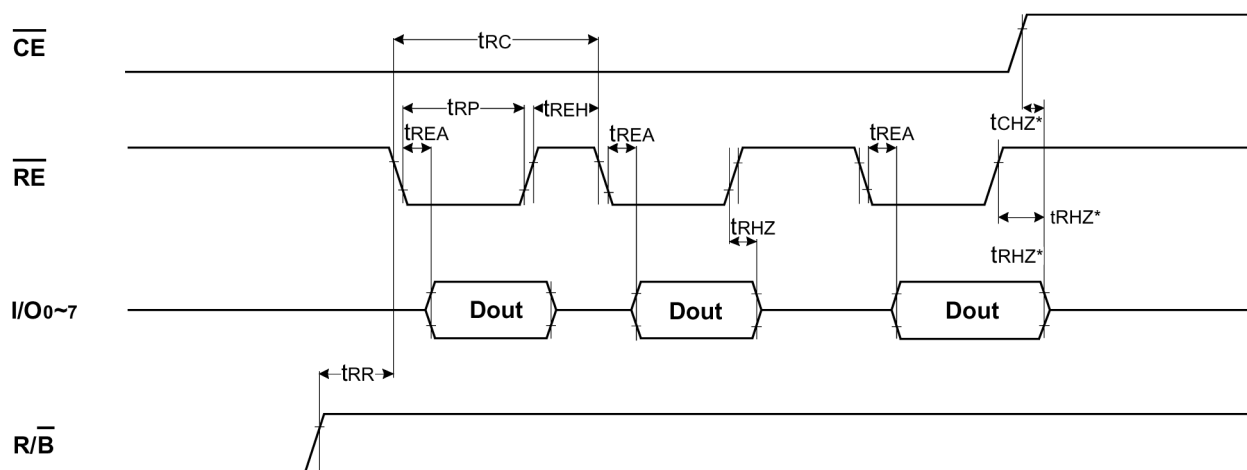 CE
tRC
tRP
tREH
tCHZ*
tREA
tREA
tREA
RE
tRHZ
tRHZ*
tRHZ*
I/O0~7
Dout
Dout
Dout
tRR
R/B